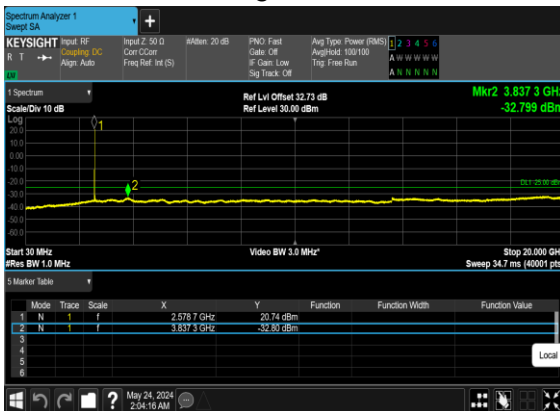 Spectrum Analyzer 1
Swept SA
KEYSIGHT Input: RF Input Z: 50 Ω #Atten: 20 dB PNO: Fast Avg Type: Power (RMS) 1 2 3 4 5 6
R T Coupling: DC Corr CCorr Gate: Off Avg|Hold: 100/100 A W W W W W
Align: Auto Freq Ref: Int (S) IF Gain: Low Trig: Free Run
LV Sig Track: Off A N N N N N
1 Spectrum Ref Lvl Offset 32.73 dB Mkr2 3.837 3 GH
Scale/Div 10 dB Ref Level 30.00 dBm -32.799 dBm
Log
20.0
10.0
0.00
-10.0
-20.0
-30.0
-40.0
-50.0
-60.0
1
2
DL1 -25.00 dBm
Start 30 MHz Video BW 3.0 MHz* Stop 20.000 GH
#Res BW 1.0 MHz Sweep 34.7 ms (40001 pts
5 Marker Table
Mode Trace Scale X Y Function Function Width Function Value
1 N 1 f 2.578 7 GHz 20.74 dBm
2 N 1 f 3.837 3 GHz -32.80 dBm
3
4
5
6
Local
? May 24, 2024
2:04:16 AM